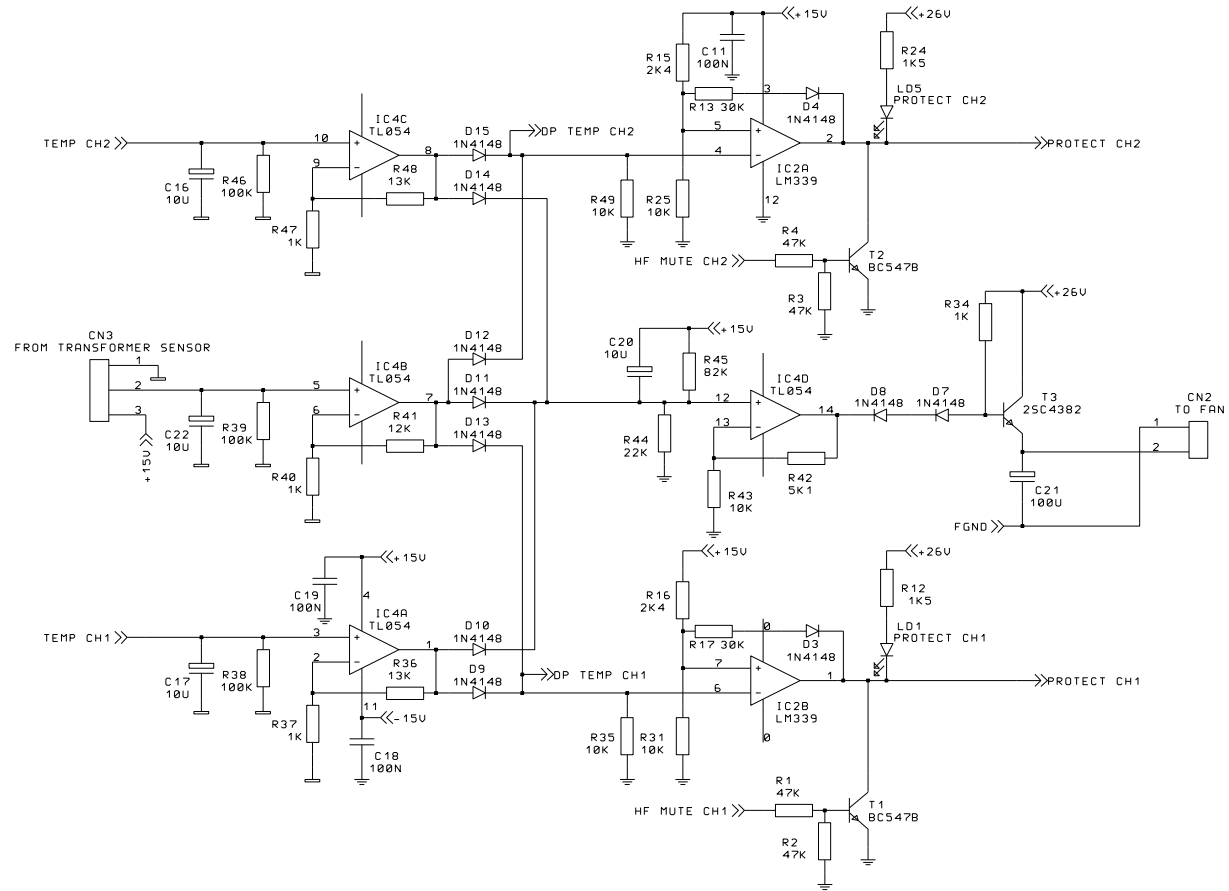 +15V
+26V
R15
2K4
C11
100N
R24
1K5
LD5
PROTECT CH2
R13 30K
3
D4
1N4148
IC4C
TL054
D15
1N4148
DP TEMP CH2
TEMP CH2
10
9
8
5
4
2
PROTECT CH2
IC2A
LM339
12
C16
10U
R46
100K
R48
13K
D14
1N4148
R49
10K
R25
10K
R47
1K
HF MUTE CH2
R4
47K
T2
BC547B
R3
47K
CN3
FROM TRANSFORMER SENSOR
1
2
3
+15V
IC4B
TL054
5
6
7
D12
1N4148
D11
1N4148
D13
1N4148
C22
10U
R39
100K
R41
12K
R40
1K
C20
10U
+15V
R45
82K
IC4D
TL054
12
13
14
R44
22K
R43
10K
R42
5K1
D8
1N4148
D7
1N4148
R34
1K
+26V
T3
2SC4382
CN2
TO FAN
1
2
C21
100U
FGND
+15V
C19
100N
4
IC4A
TL054
TEMP CH1
3
2
1
11
-15V
C17
10U
R38
100K
R36
13K
R37
1K
C18
100N
D10
1N4148
D9
1N4148
DP TEMP CH1
+15V
+26V
R16
2K4
R12
1K5
LD1
PROTECT CH1
R17 30K
0
D3
1N4148
7
6
1
IC2B
LM339
0
PROTECT CH1
R35
10K
R31
10K
R1
47K
HF MUTE CH1
T1
BC547B
R2
47K